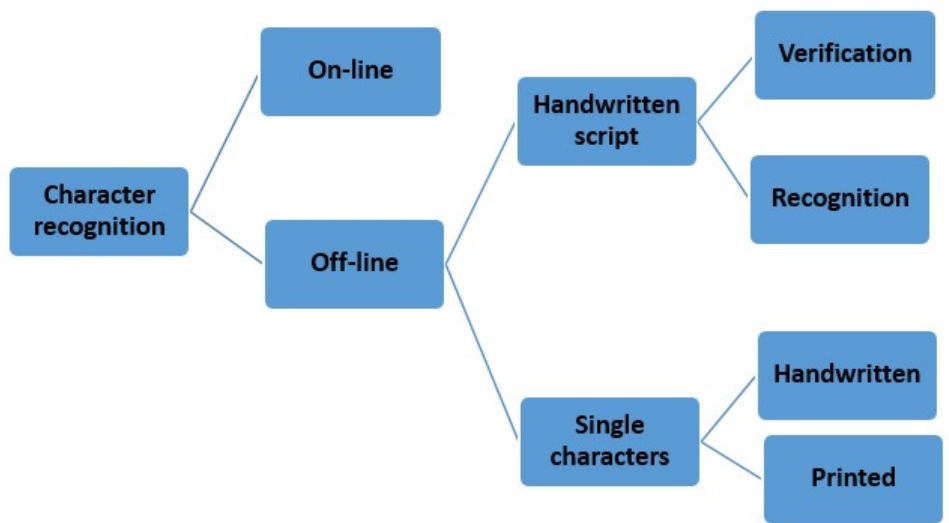 Character
recognition
On-line
Off-line
Handwritten
script
Single
characters
Verification
Recognition
Handwritten
Printed